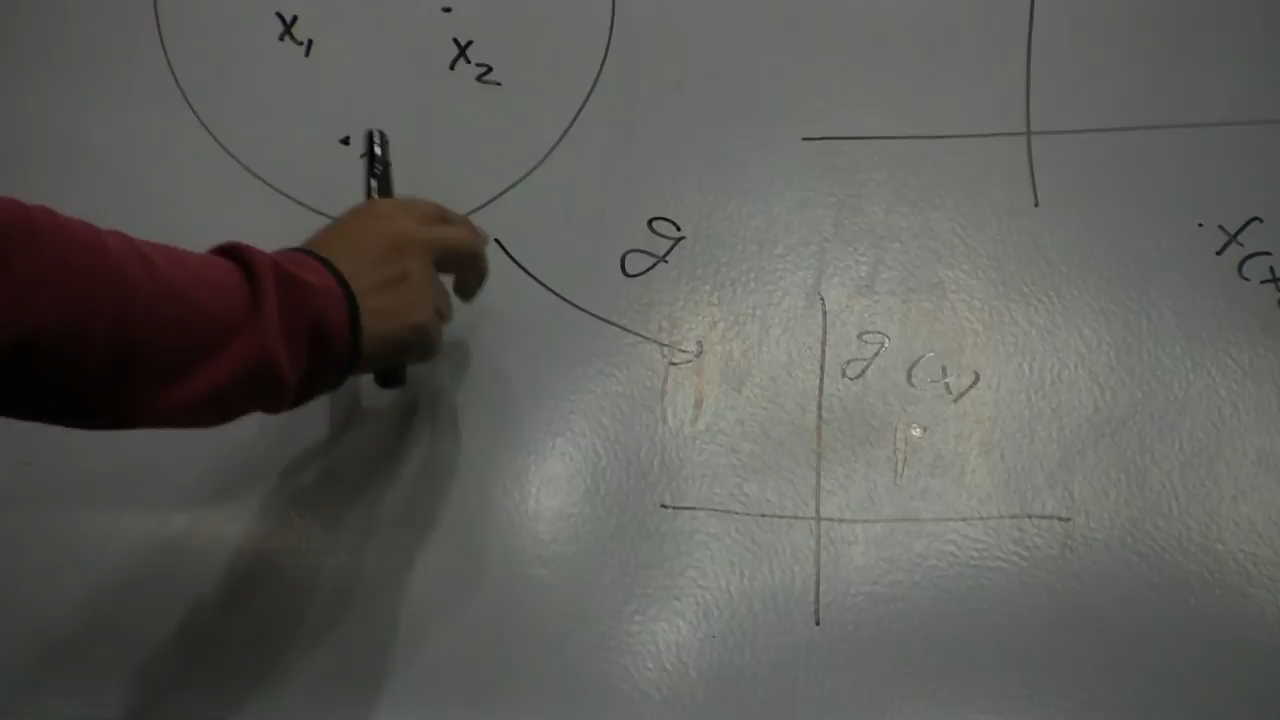 x₁
x₂
g
g (x)